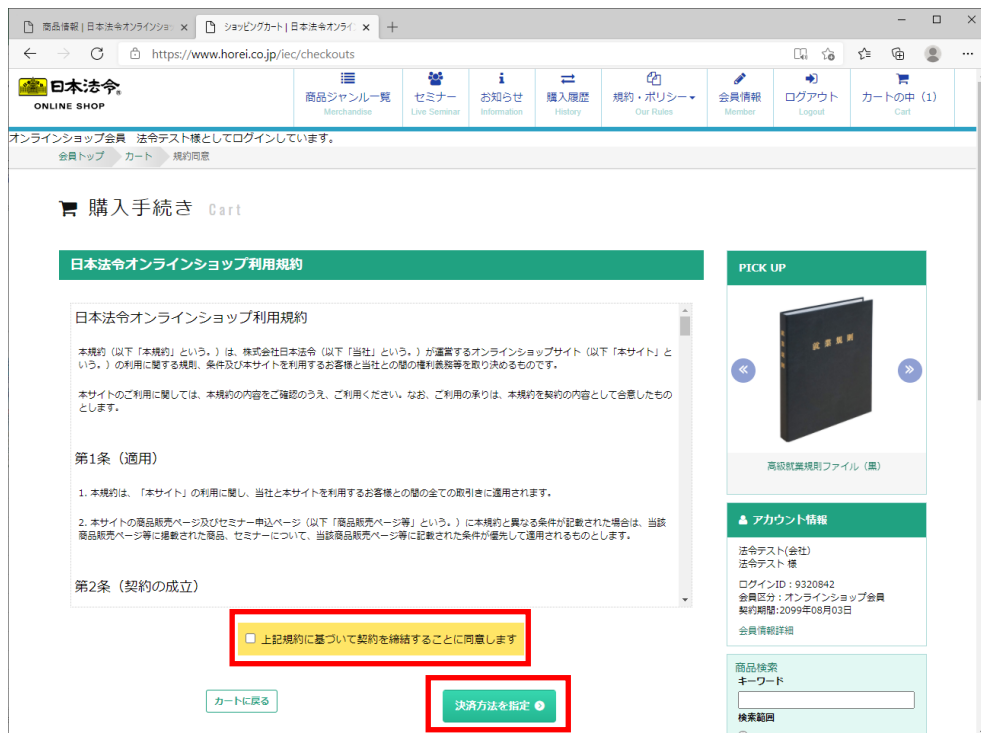 商品情報 | 日本法令オンラインショ
ショッピングカート | 日本法令オンライ
https://www.horei.co.jp/iec/checkouts
日本法令®
ONLINE SHOP
商品ジャンル一覧
Merchandise
セミナー
Live Seminar
お知らせ
Information
購入履歴
History
規約・ポリシー
Our Rules
会員情報
Member
ログアウト
Logout
カートの中 (1)
Cart
オンラインショップ会員 法令テスト様としてログインしています。
会員トップ カート 規約同意
購入手続き Cart
日本法令オンラインショップ利用規約
日本法令オンラインショップ利用規約
本規約（以下「本規約」という。）は、株式会社日本法令（以下「当社」という。）が運営するオンラインショップサイト（以下「本サイト」と
いう。）の利用に関する規則、条件及び本サイトを利用するお客様と当社との間の権利義務等を取り決めるもので
す。
本サイトのご利用に関しては、本規約の内容をご確認のうえ、ご利用ください。なお、ご利用の承りは、本規約を契約の内容として合意したもの
とします。
第1条（適用）
1. 本規約は、「本サイト」の利用に関し、当社と本サイトを利用するお客様との間の全ての取引きに適用されます。
2. 本サイトの商品販売ページ及びセミナー申込ページ（以下「商品販売ページ等」という。）に本規約と異なる条件が記載された場合は、当該
商品販売ページ等に掲載された商品、セミナーについて、当該商品販売ページ等に記載された条件が優先して適用されるものとします。
第2条（契約の成立）
上記規約に基づいて契約を締結することに同意します
カートに戻る
決済方法を指定
PICK UP
就業規則
就業規則
高級就業規則ファイル（黒）
アカウント情報
法令テスト(会社)
法令テスト 様
ログインID：9320842
会員区分：オンラインショップ会員
契約期間:2099年08月03日
会員情報詳細
商品検索
キーワード
検索範囲